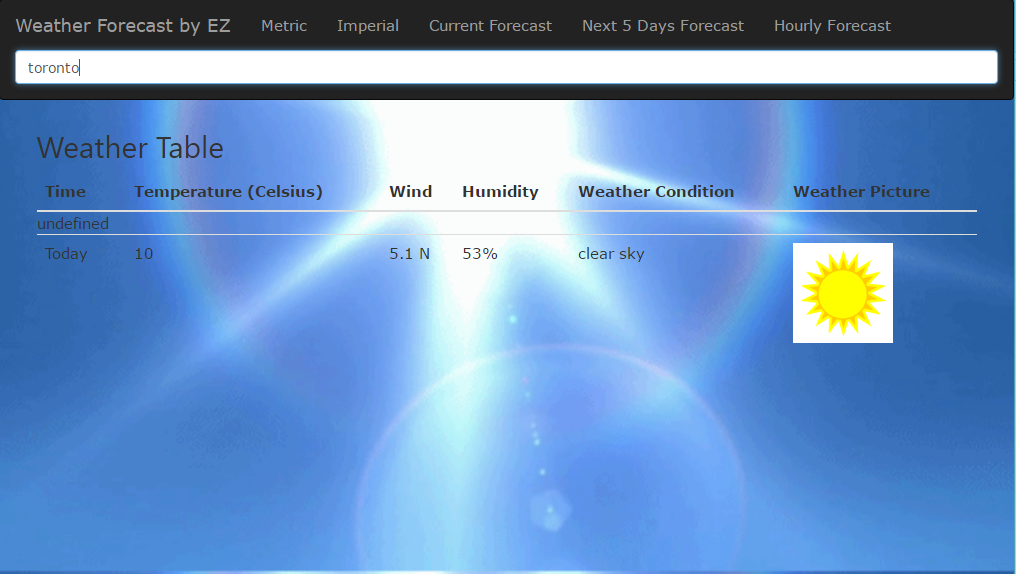 Weather Forecast by EZ Metric Imperial Current Forecast Next 5 Days Forecast Hourly Forecast
toronto
Weather Table
Time Temperature (Celsius) Wind Humidity Weather Condition Weather Picture
undefined
Today 10 5.1 N 53% clear sky